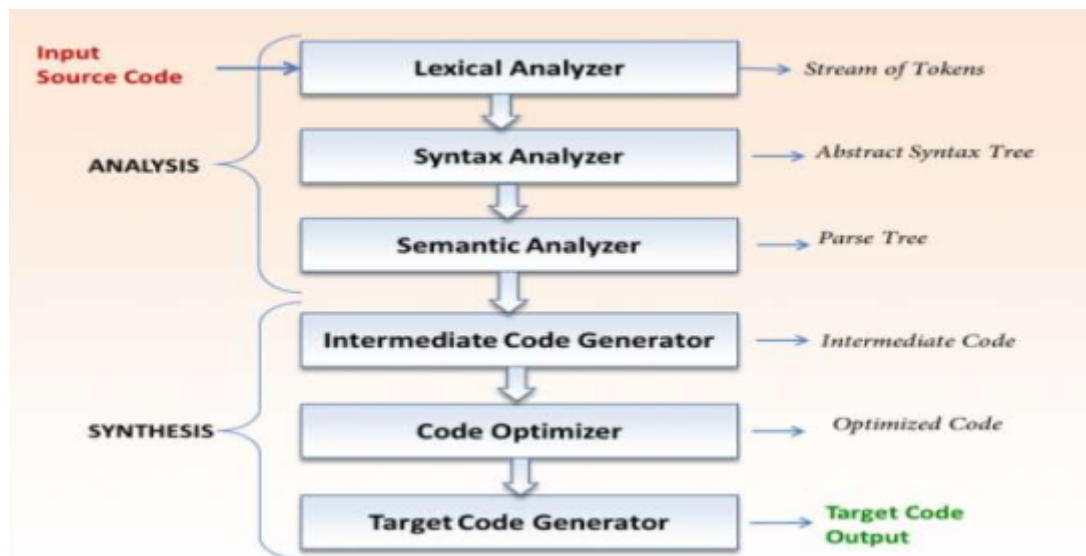 Input
Source Code
Lexical Analyzer
Stream of Tokens
ANALYSIS
Syntax Analyzer
Abstract Syntax Tree
Semantic Analyzer
Parse Tree
Intermediate Code Generator
Intermediate Code
SYNTHESIS
Code Optimizer
Optimized Code
Target Code Generator
Target Code
Output